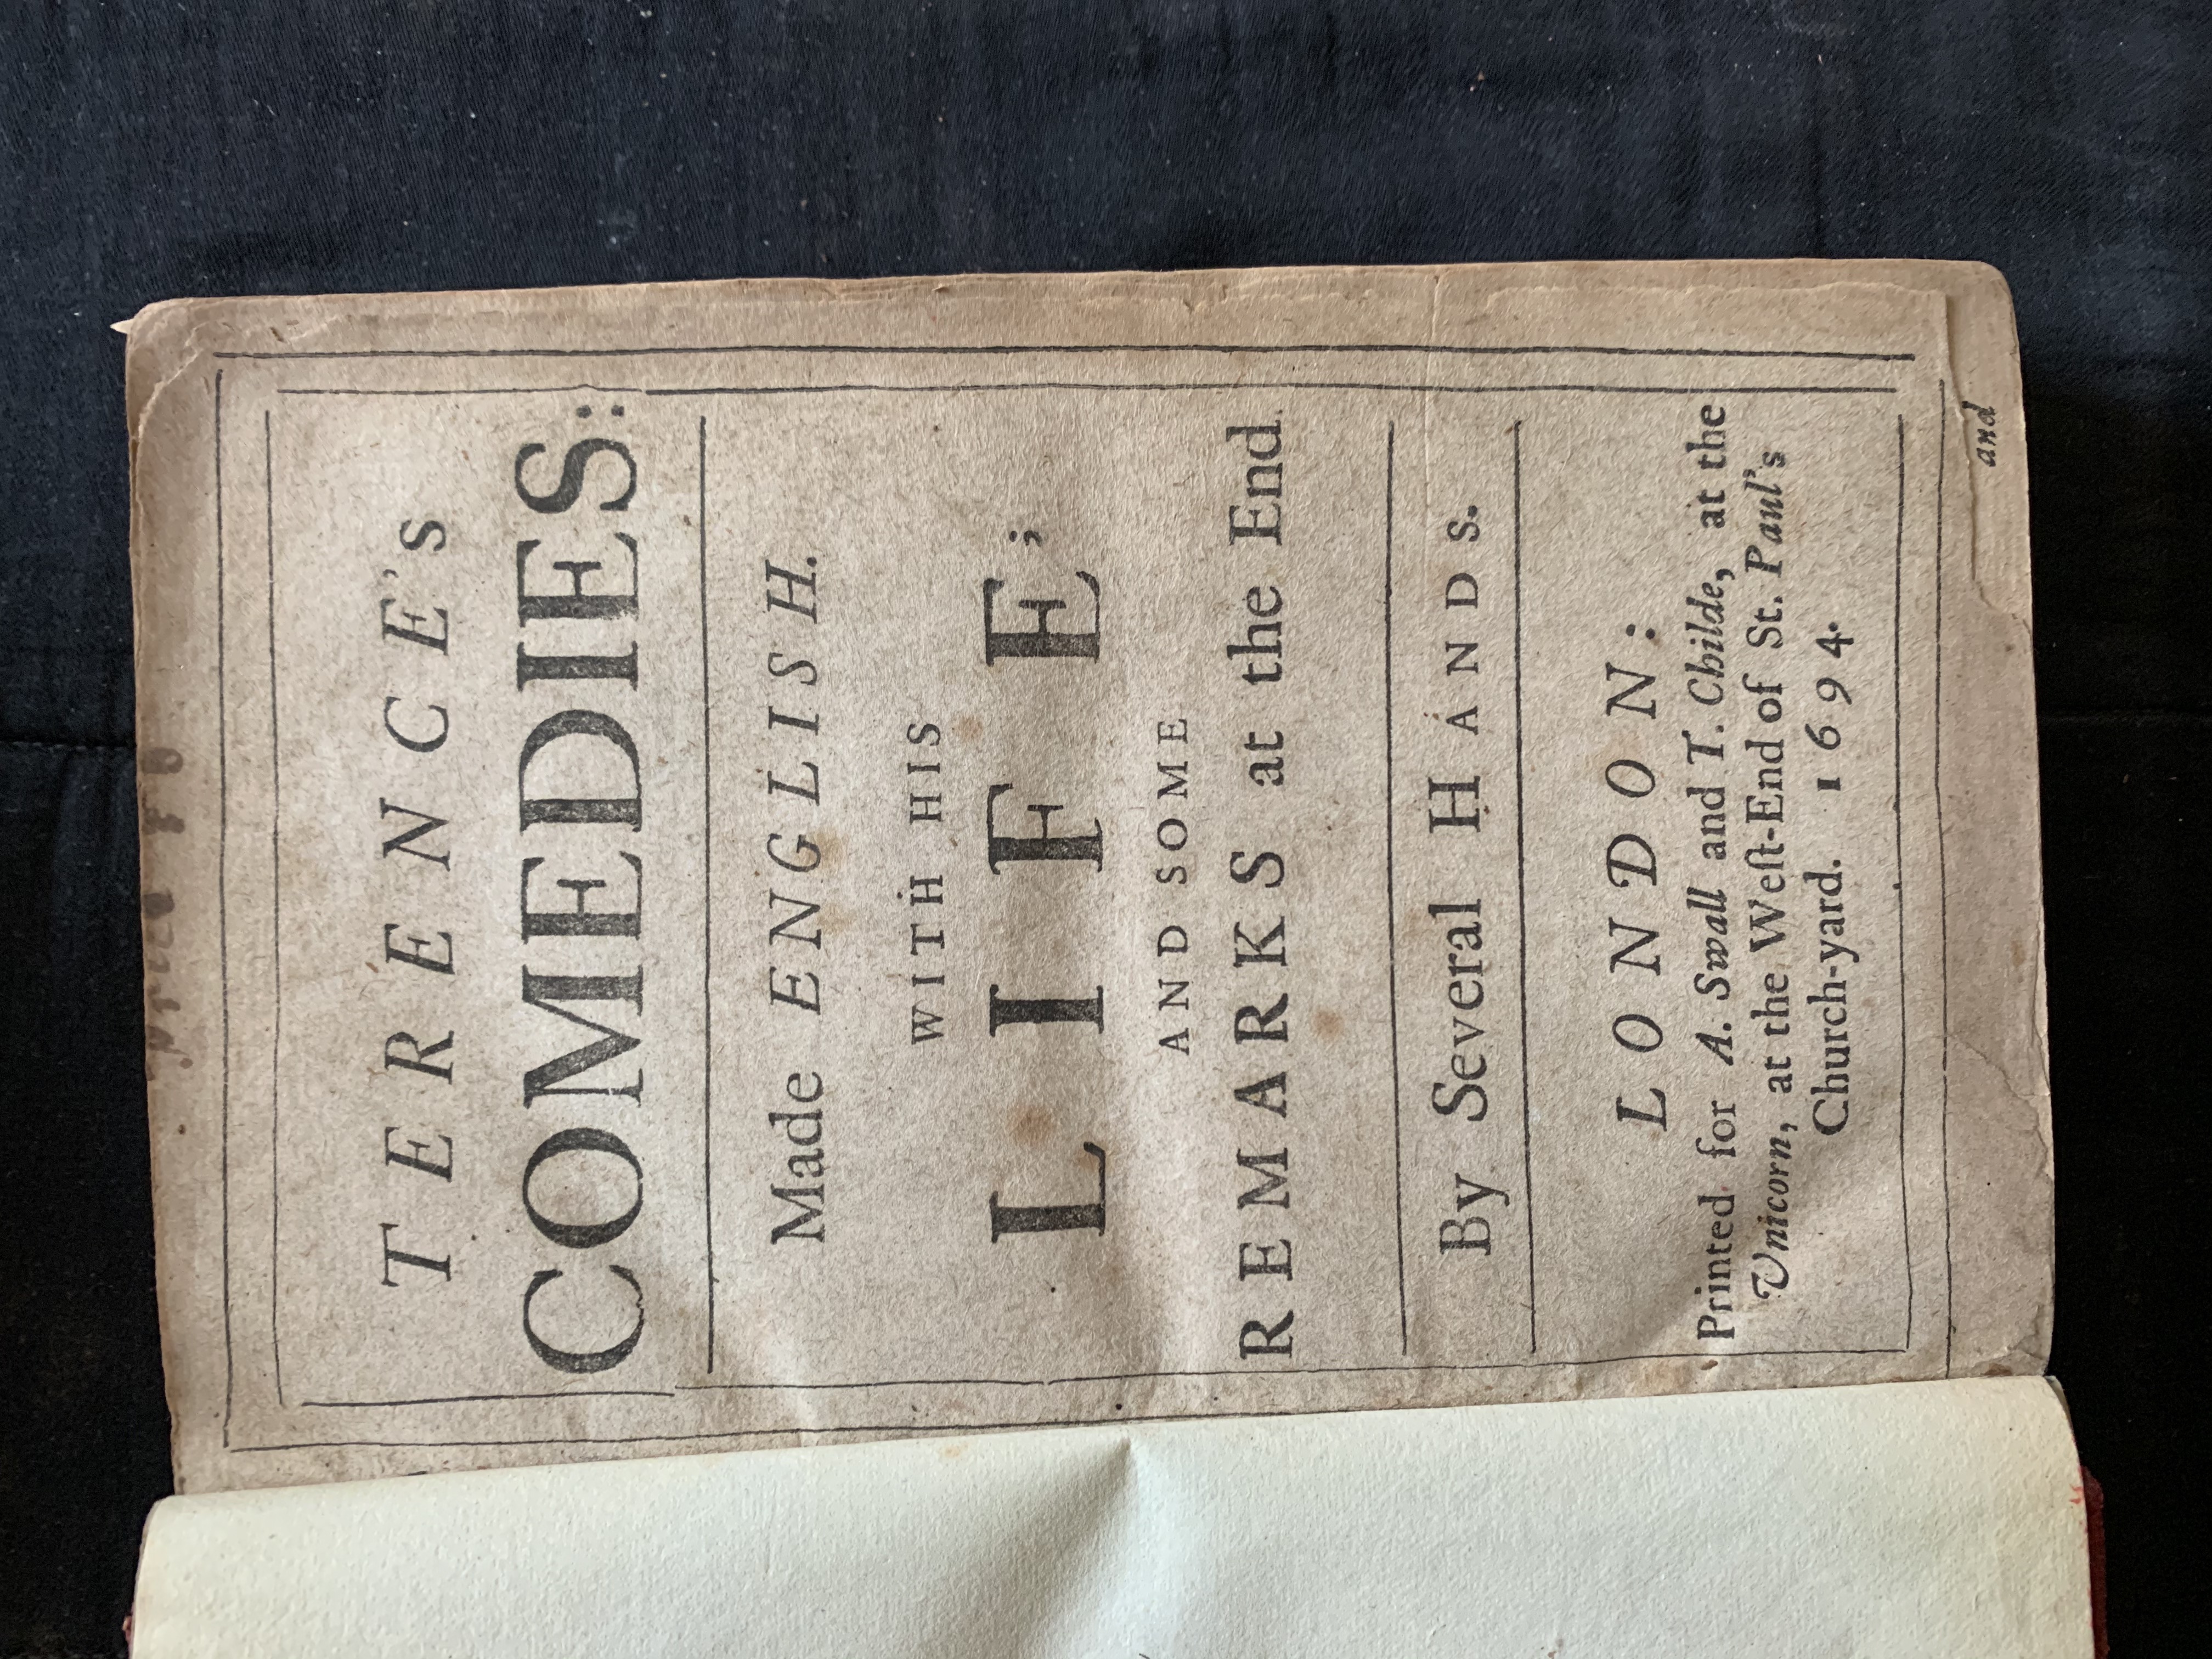 TERENCE's
COMEDIES:
Made ENGLISH.
WITH HIS
LIFE;
AND SOME
REMARKS at the End.
By Several HANDS.
LONDON:
Printed for A. Swall and T. Childe, at the
Vnicorn, at the Weſt-End of St. Paul's
Church-yard. 1694.
and